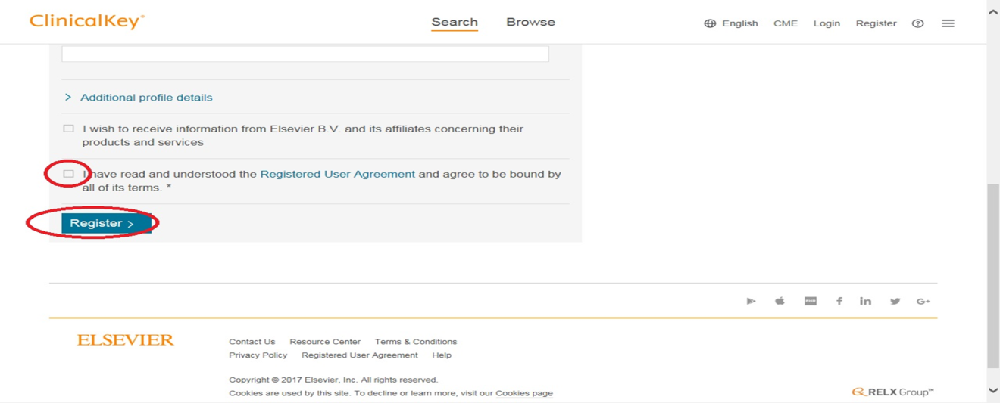 ClinicalKey®
Search Browse
English CME Login Register ?
> Additional profile details
I wish to receive information from Elsevier B.V. and its affiliates concerning their
products and services
I have read and understood the Registered User Agreement and agree to be bound by
all of its terms. *
Register >
EHR f in G+
ELSEVIER
Contact Us Resource Center Terms & Conditions
Privacy Policy Registered User Agreement Help
Copyright © 2017 Elsevier, Inc. All rights reserved.
Cookies are used by this site. To decline or learn more, visit our Cookies page
RELX Group™